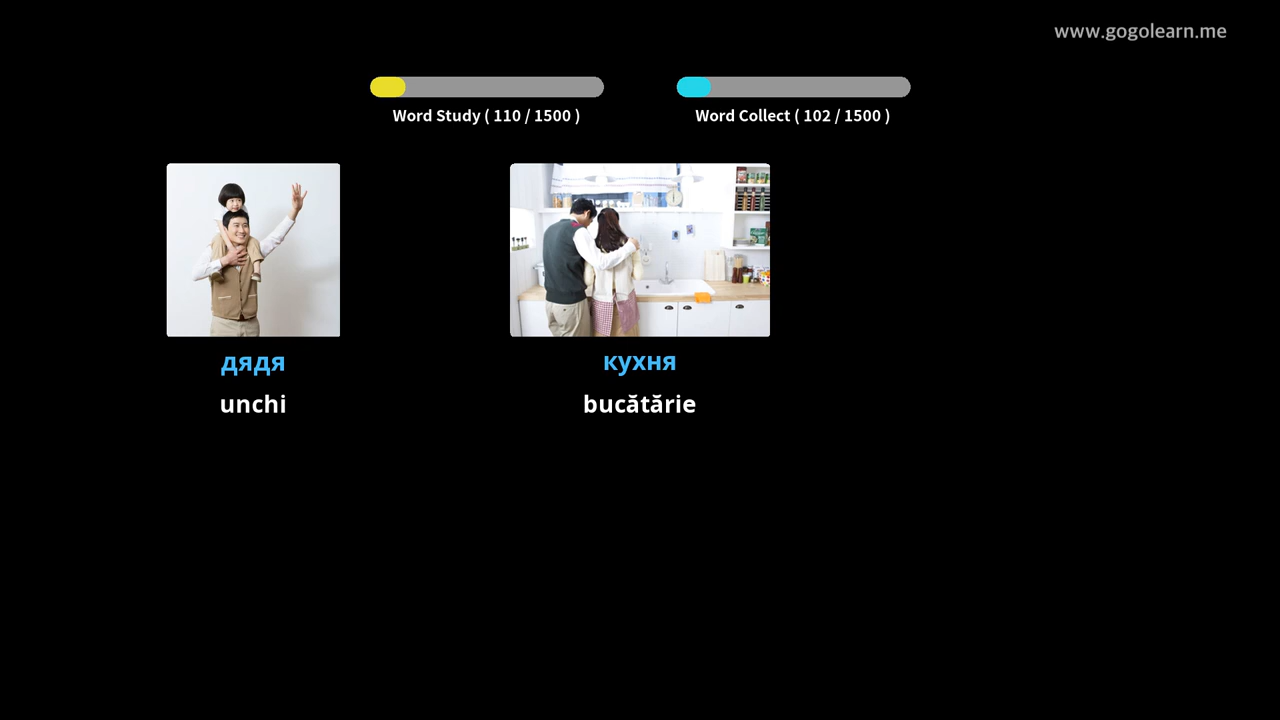 www.gogolearn.me
Word Study ( 110 / 1500 )
Word Collect ( 102 / 1500 )
дядя
кухня
unchi
bucătărie